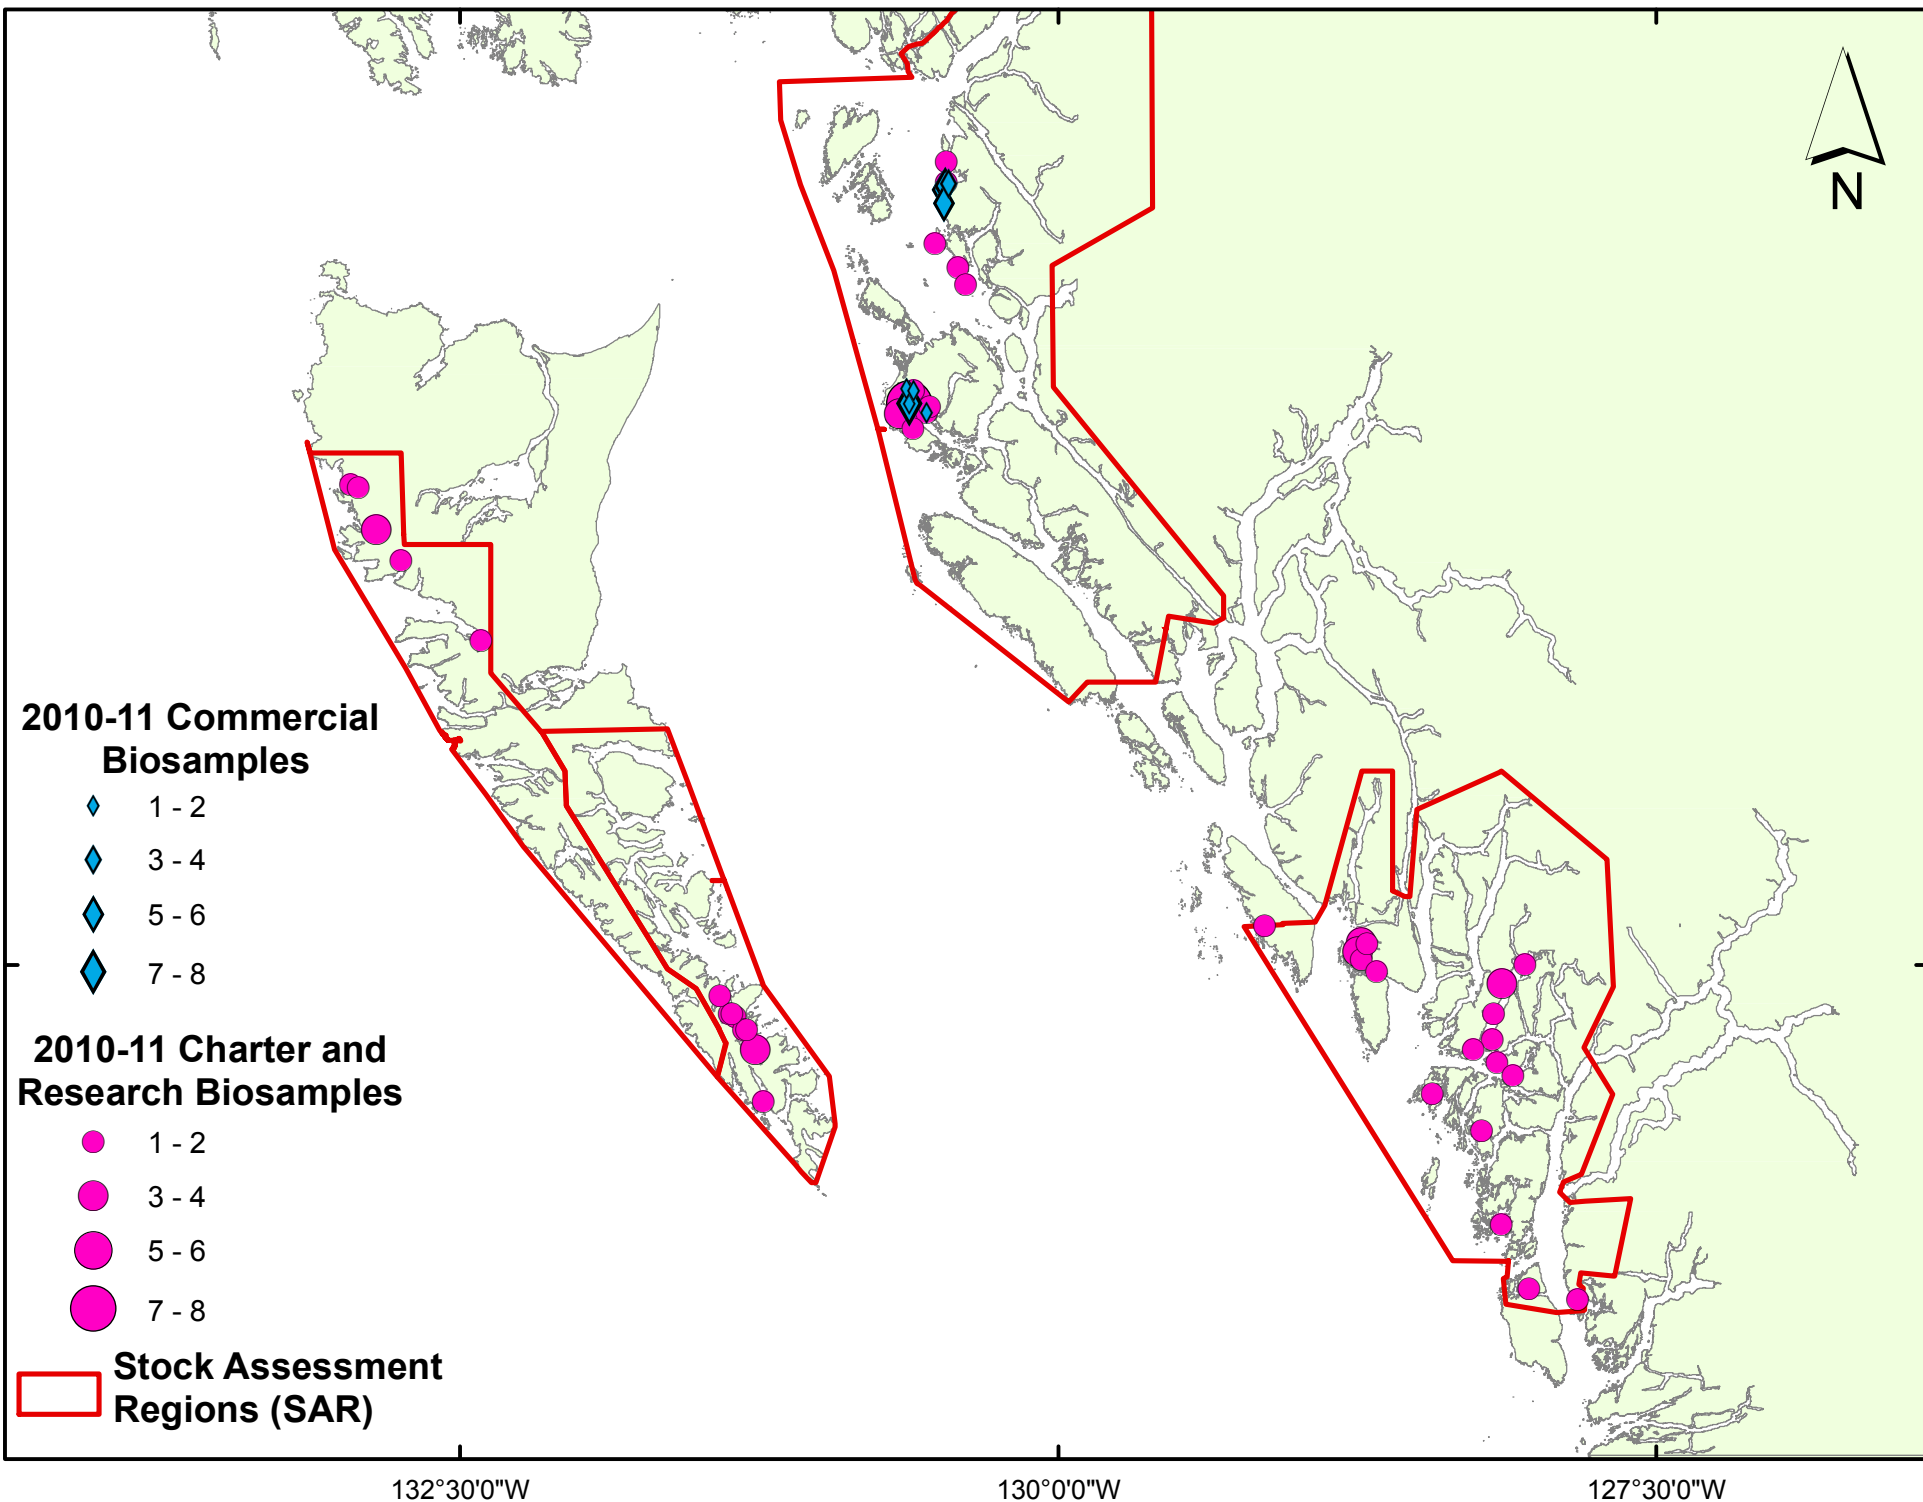 N
2010-11 Commercial
Biosamples
1 - 2
3 - 4
5 - 6
7 - 8
2010-11 Charter and
Research Biosamples
1 - 2
3 - 4
5 - 6
7 - 8
Stock Assessment
Regions (SAR)
132°30'0"W
130°0'0"W
127°30'0"W